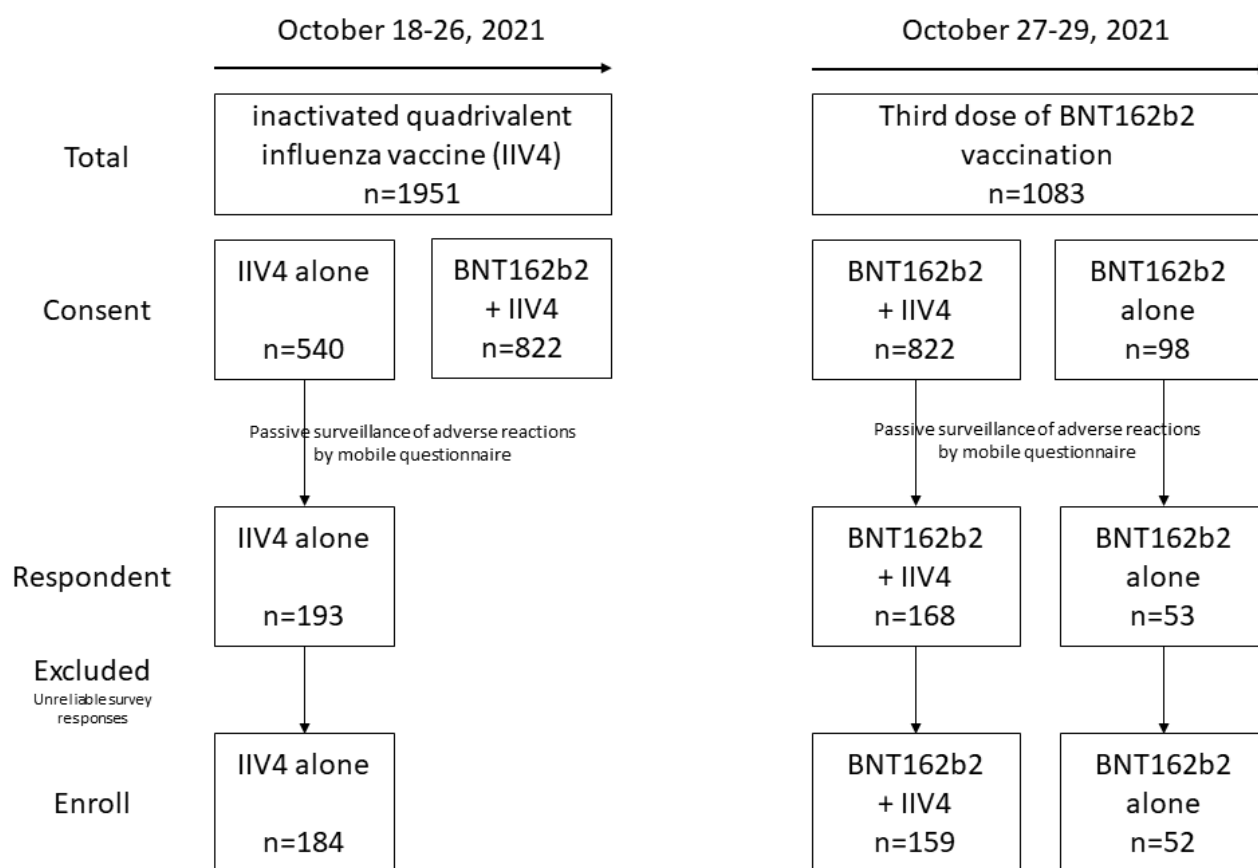 October 18-26, 2021
October 27-29, 2021
Total
inactivated quadrivalent
influenza vaccine (IIV4)
n=1951
Third dose of BNT162b2
vaccination
n=1083
Consent
IIV4 alone
n=540
BNT162b2
+ IIV4
n=822
BNT162b2
+ IIV4
n=822
BNT162b2
alone
n=98
Passive surveillance of adverse reactions
by mobile questionnaire
Passive surveillance of adverse reactions
by mobile questionnaire
Respondent
IIV4 alone
n=193
BNT162b2
+ IIV4
n=168
BNT162b2
alone
n=53
Excluded
Unreliable survey
responses
Enroll
IIV4 alone
n=184
BNT162b2
+ IIV4
n=159
BNT162b2
alone
n=52